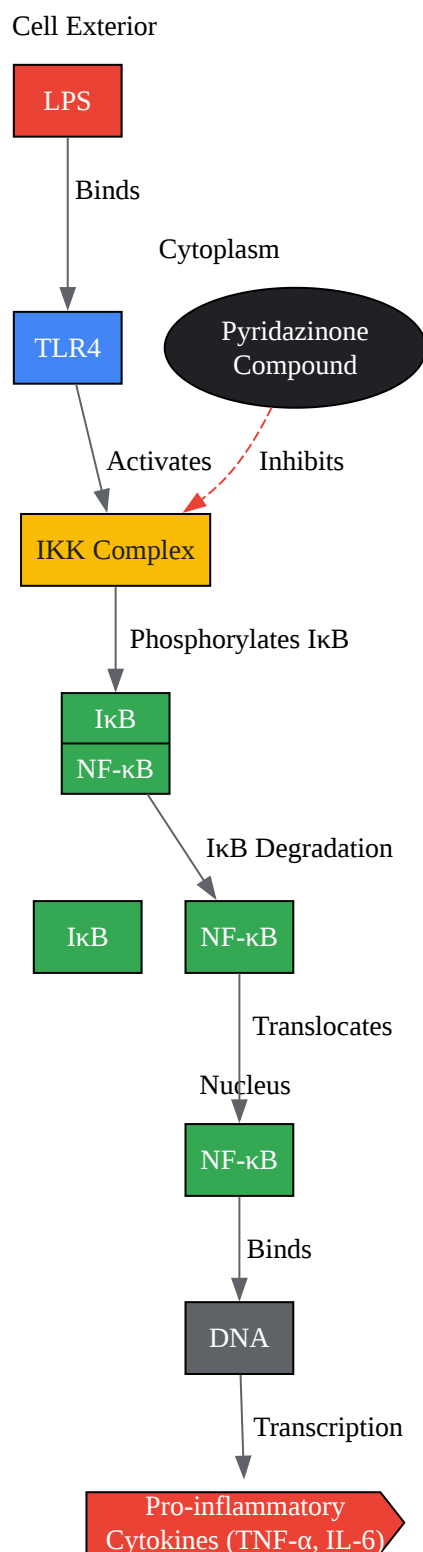 Cell Exterior
LPS
Binds
Cytoplasm
TLR4
Pyridazinone
Compound
Activates
Inhibits
IKK Complex
Phosphorylates IκB
IκB
NF-κB
IκB Degradation
IκB
NF-κB
Translocates
Nucleus
NF-κB
Binds
DNA
Transcription
Pro-inflammatory
Cytokines (TNF-α, IL-6)